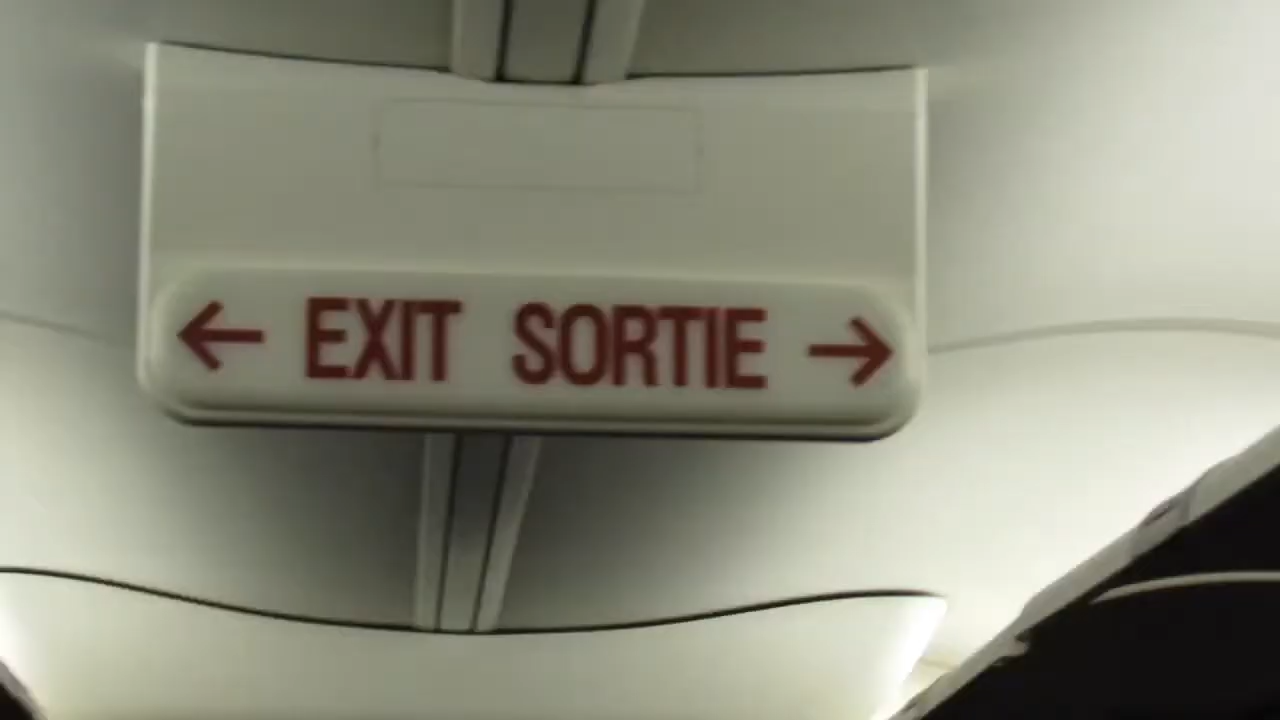 ← EXIT SORTIE →